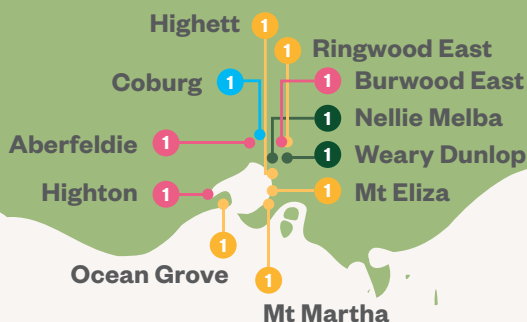 Highett 1
1 Ringwood East
Coburg 1
1 Burwood East
1 Nellie Melba
Aberfeldie 1
1 Weary Dunlop
Highton 1
1 Mt Eliza
1
Ocean Grove
1
Mt Martha